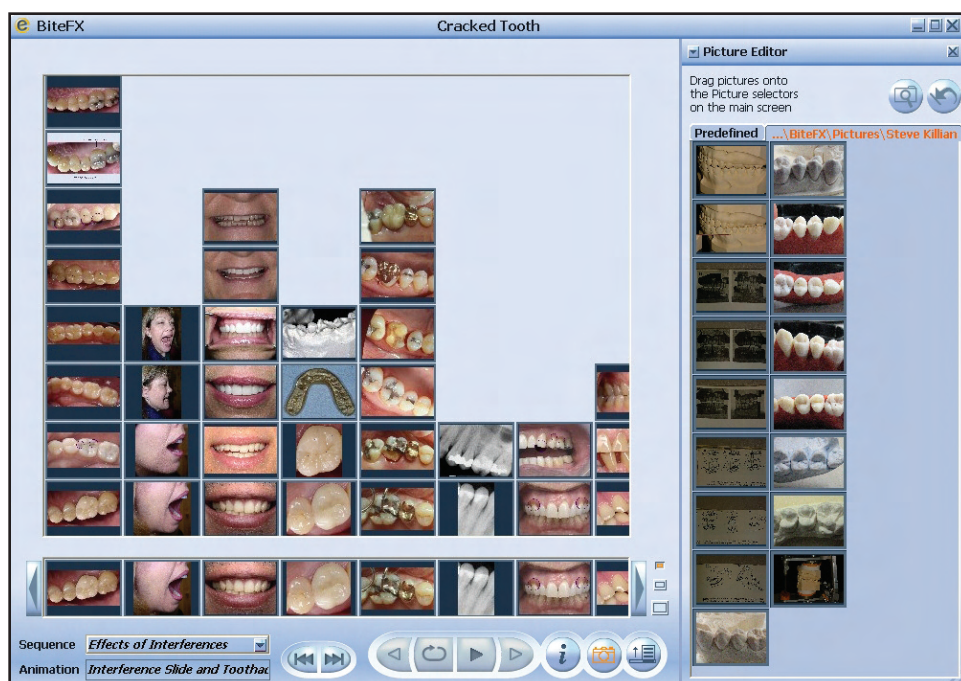 BiteFX
Cracked Tooth
Picture Editor
Drag pictures onto
the Picture selectors
on the main screen
Predefined
...\BiteFX\Pictures\Steve Killian
Sequence
Effects of Interferences
Animation
Interference Slide and Toothac